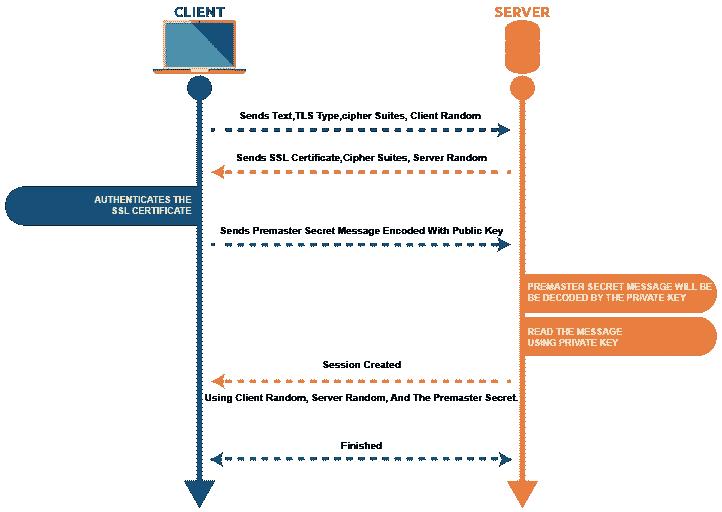 CLIENT
SERVER
Sends Text,TLS Type,cipher Suites, Client Random
Sends SSL Certificate,Cipher Suites, Server Random
AUTHENTICATES THE
SSL CERTIFICATE
Sends Premaster Secret Message Encoded With Public Key
PREMASTER SECRET MESSAGE WILL BE
BE DECODED BY THE PRIVATE KEY
READ THE MESSAGE
USING PRIVATE KEY
Session Created
Using Client Random, Server Random, And The Premaster Secret.
Finished